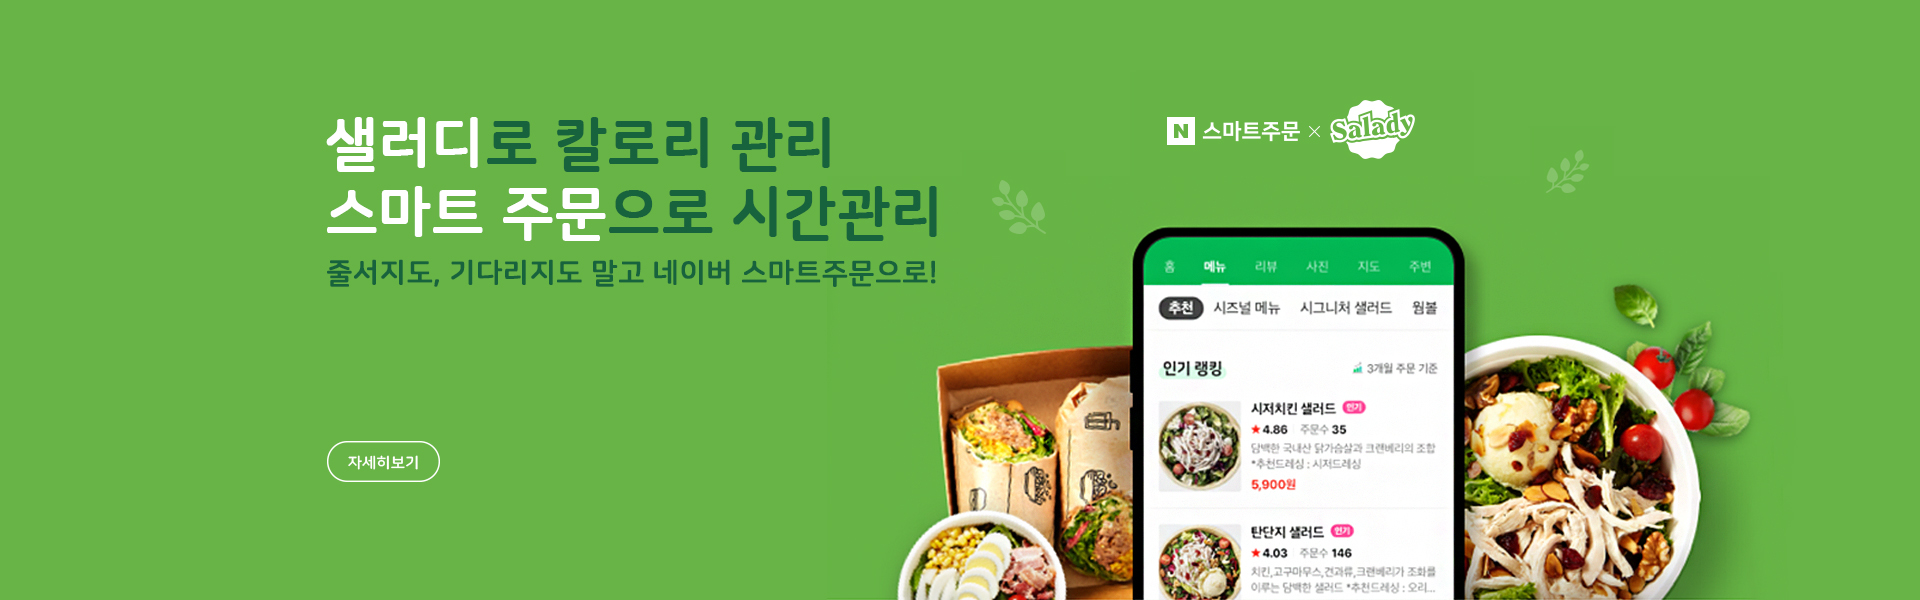 샐러디로 칼로리 관리
스마트 주문으로 시간관리
줄서지도, 기다리지도 말고 네이버 스마트주문으로!
자세히보기
N 스마트주문 × Salady
홈 메뉴 리뷰 사진 지도 주변
추천 시즈널 메뉴 시그니처 샐러드 웜볼
인기 랭킹 3개월 주문 기준
시저치킨 샐러드 인기
★4.86 주문수 35
담백한 국내산 닭가슴살과 크랜베리의 조합
*추천드레싱 : 시저드레싱
5,900원
탄단지 샐러드 인기
★4.03 주문수 146
치킨,고구마무스,견과류,크랜베리가 조화를
이루는 담백한 샐러드 *추천드레싱 : 오리...